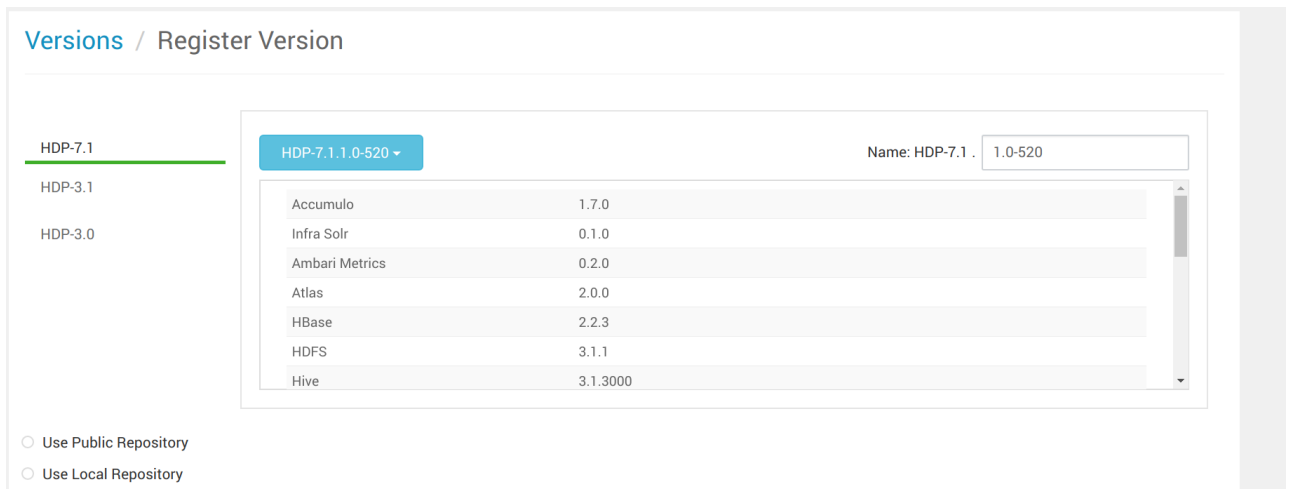 Versions / Register Version
HDP-7.1
HDP-3.1
HDP-3.0
HDP-7.1.1.0-520
Name: HDP-7.1 . 1.0-520
Accumulo 1.7.0
Infra Solr 0.1.0
Ambari Metrics 0.2.0
Atlas 2.0.0
HBase 2.2.3
HDFS 3.1.1
Hive 3.1.3000
Use Public Repository
Use Local Repository